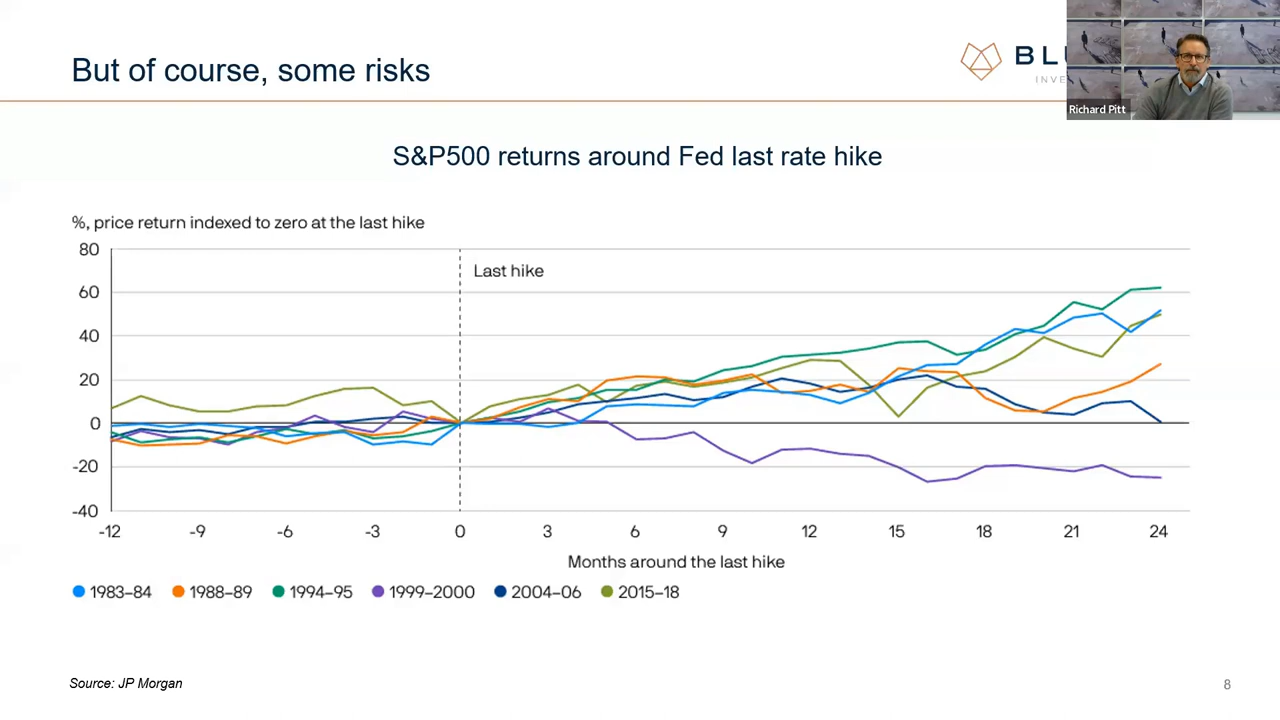 But of course, some risks
BLU
INVE
Richard Pitt
S&P500 returns around Fed last rate hike
%, price return indexed to zero at the last hike
80
60
40
20
0
-20
-40
Last hike
-12 -9 -6 -3 0 3 6 9 12 15 18 21 24
Months around the last hike
1983–84 1988–89 1994–95 1999–2000 2004–06 2015–18
Source: JP Morgan
8